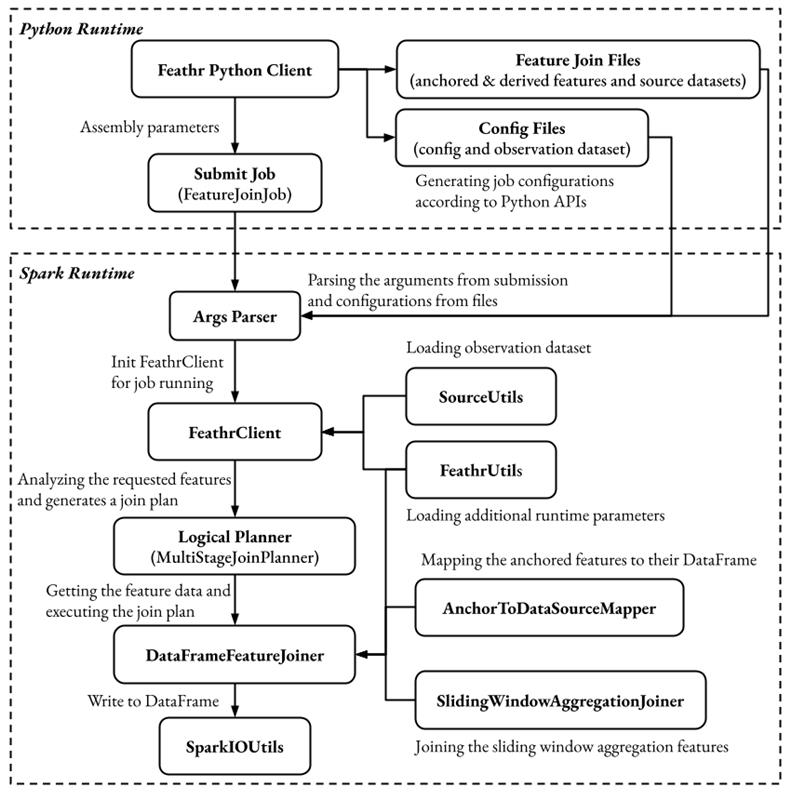 Python Runtime
Feathr Python Client
Feature Join Files
(anchored & derived features and source datasets)
Assembly parameters
Config Files
(config and observation dataset)
Submit Job
(FeatureJoinJob)
Generating job configurations
according to Python APIs
Spark Runtime
Parsing the arguments from submission
and configurations from files
Args Parser
Init FeathrClient
for job running
Loading observation dataset
SourceUtils
FeathrClient
FeathrUtils
Analyzing the requested features
and generates a join plan
Loading additional runtime parameters
Logical Planner
(MultiStageJoinPlanner)
Mapping the anchored features to their DataFrame
Getting the feature data and
executing the join plan
AnchorToDataSourceMapper
DataFrameFeatureJoiner
SlidingWindowAggregationJoiner
Write to DataFrame
SparkIOUtils
Joining the sliding window aggregation features